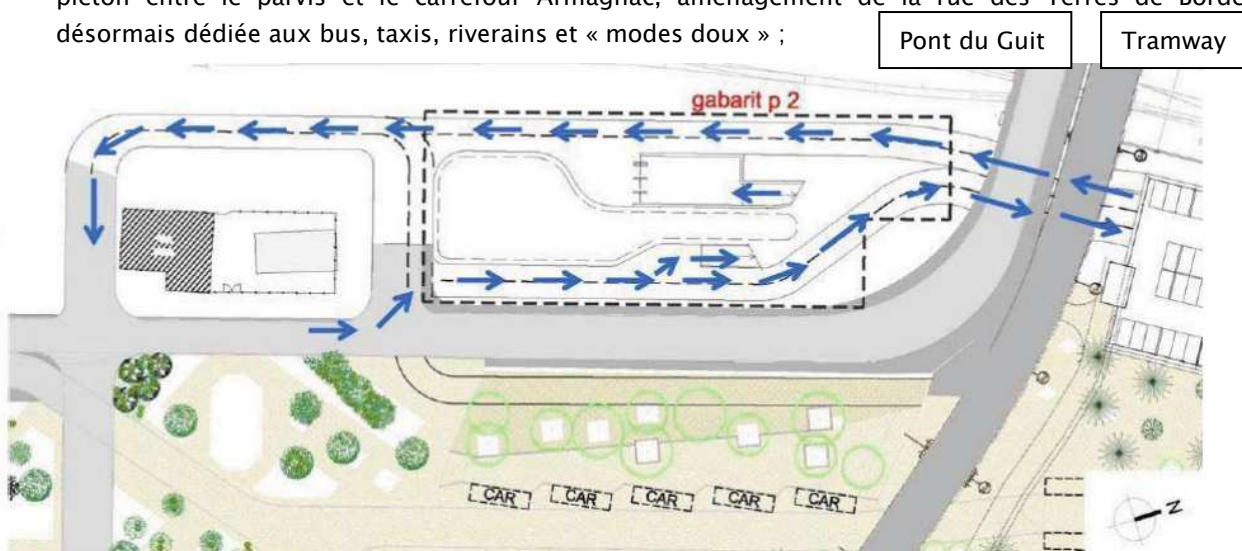 piéton entre le parvis et le carrefour Armagnac, aménagement de la rue des Terres de Borde
désormais dédiée aux bus, taxis, riverains et « modes doux » ;
Pont du Guit
Tramway
gabarit p 2
CAR
CAR
CAR
CAR
CAR
N